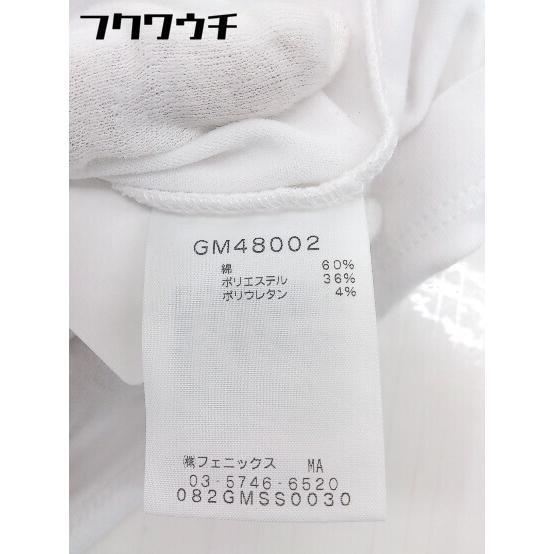 フクワウチ
GM48002
綿 60%
ポリエステル 36%
ポリウレタン 4%
㈱フェニックス MA
03-5746-6520
082GMSS0030